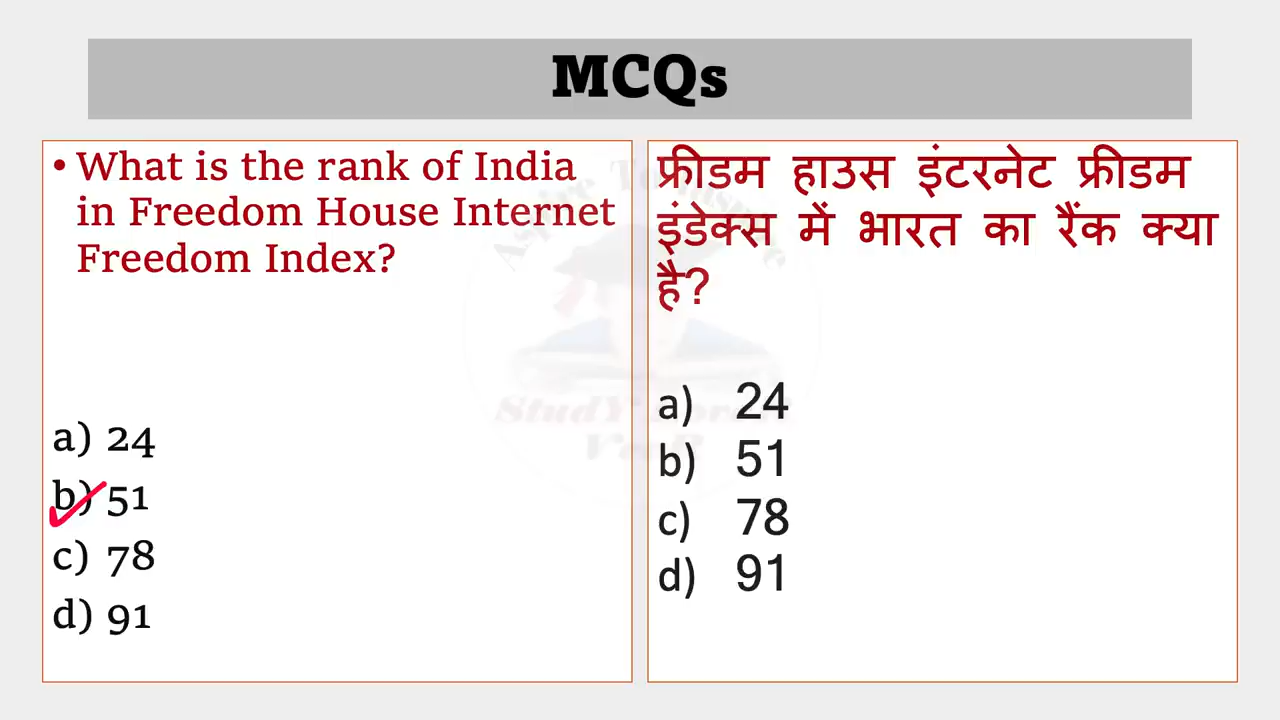 MCQs
• What is the rank of India
in Freedom House Internet
Freedom Index?
a) 24
b) 51
c) 78
d) 91
फ्रीडम हाउस इंटरनेट फ्रीडम
इंडेक्स में भारत का रैंक क्या
है?
a) 24
b) 51
c) 78
d) 91